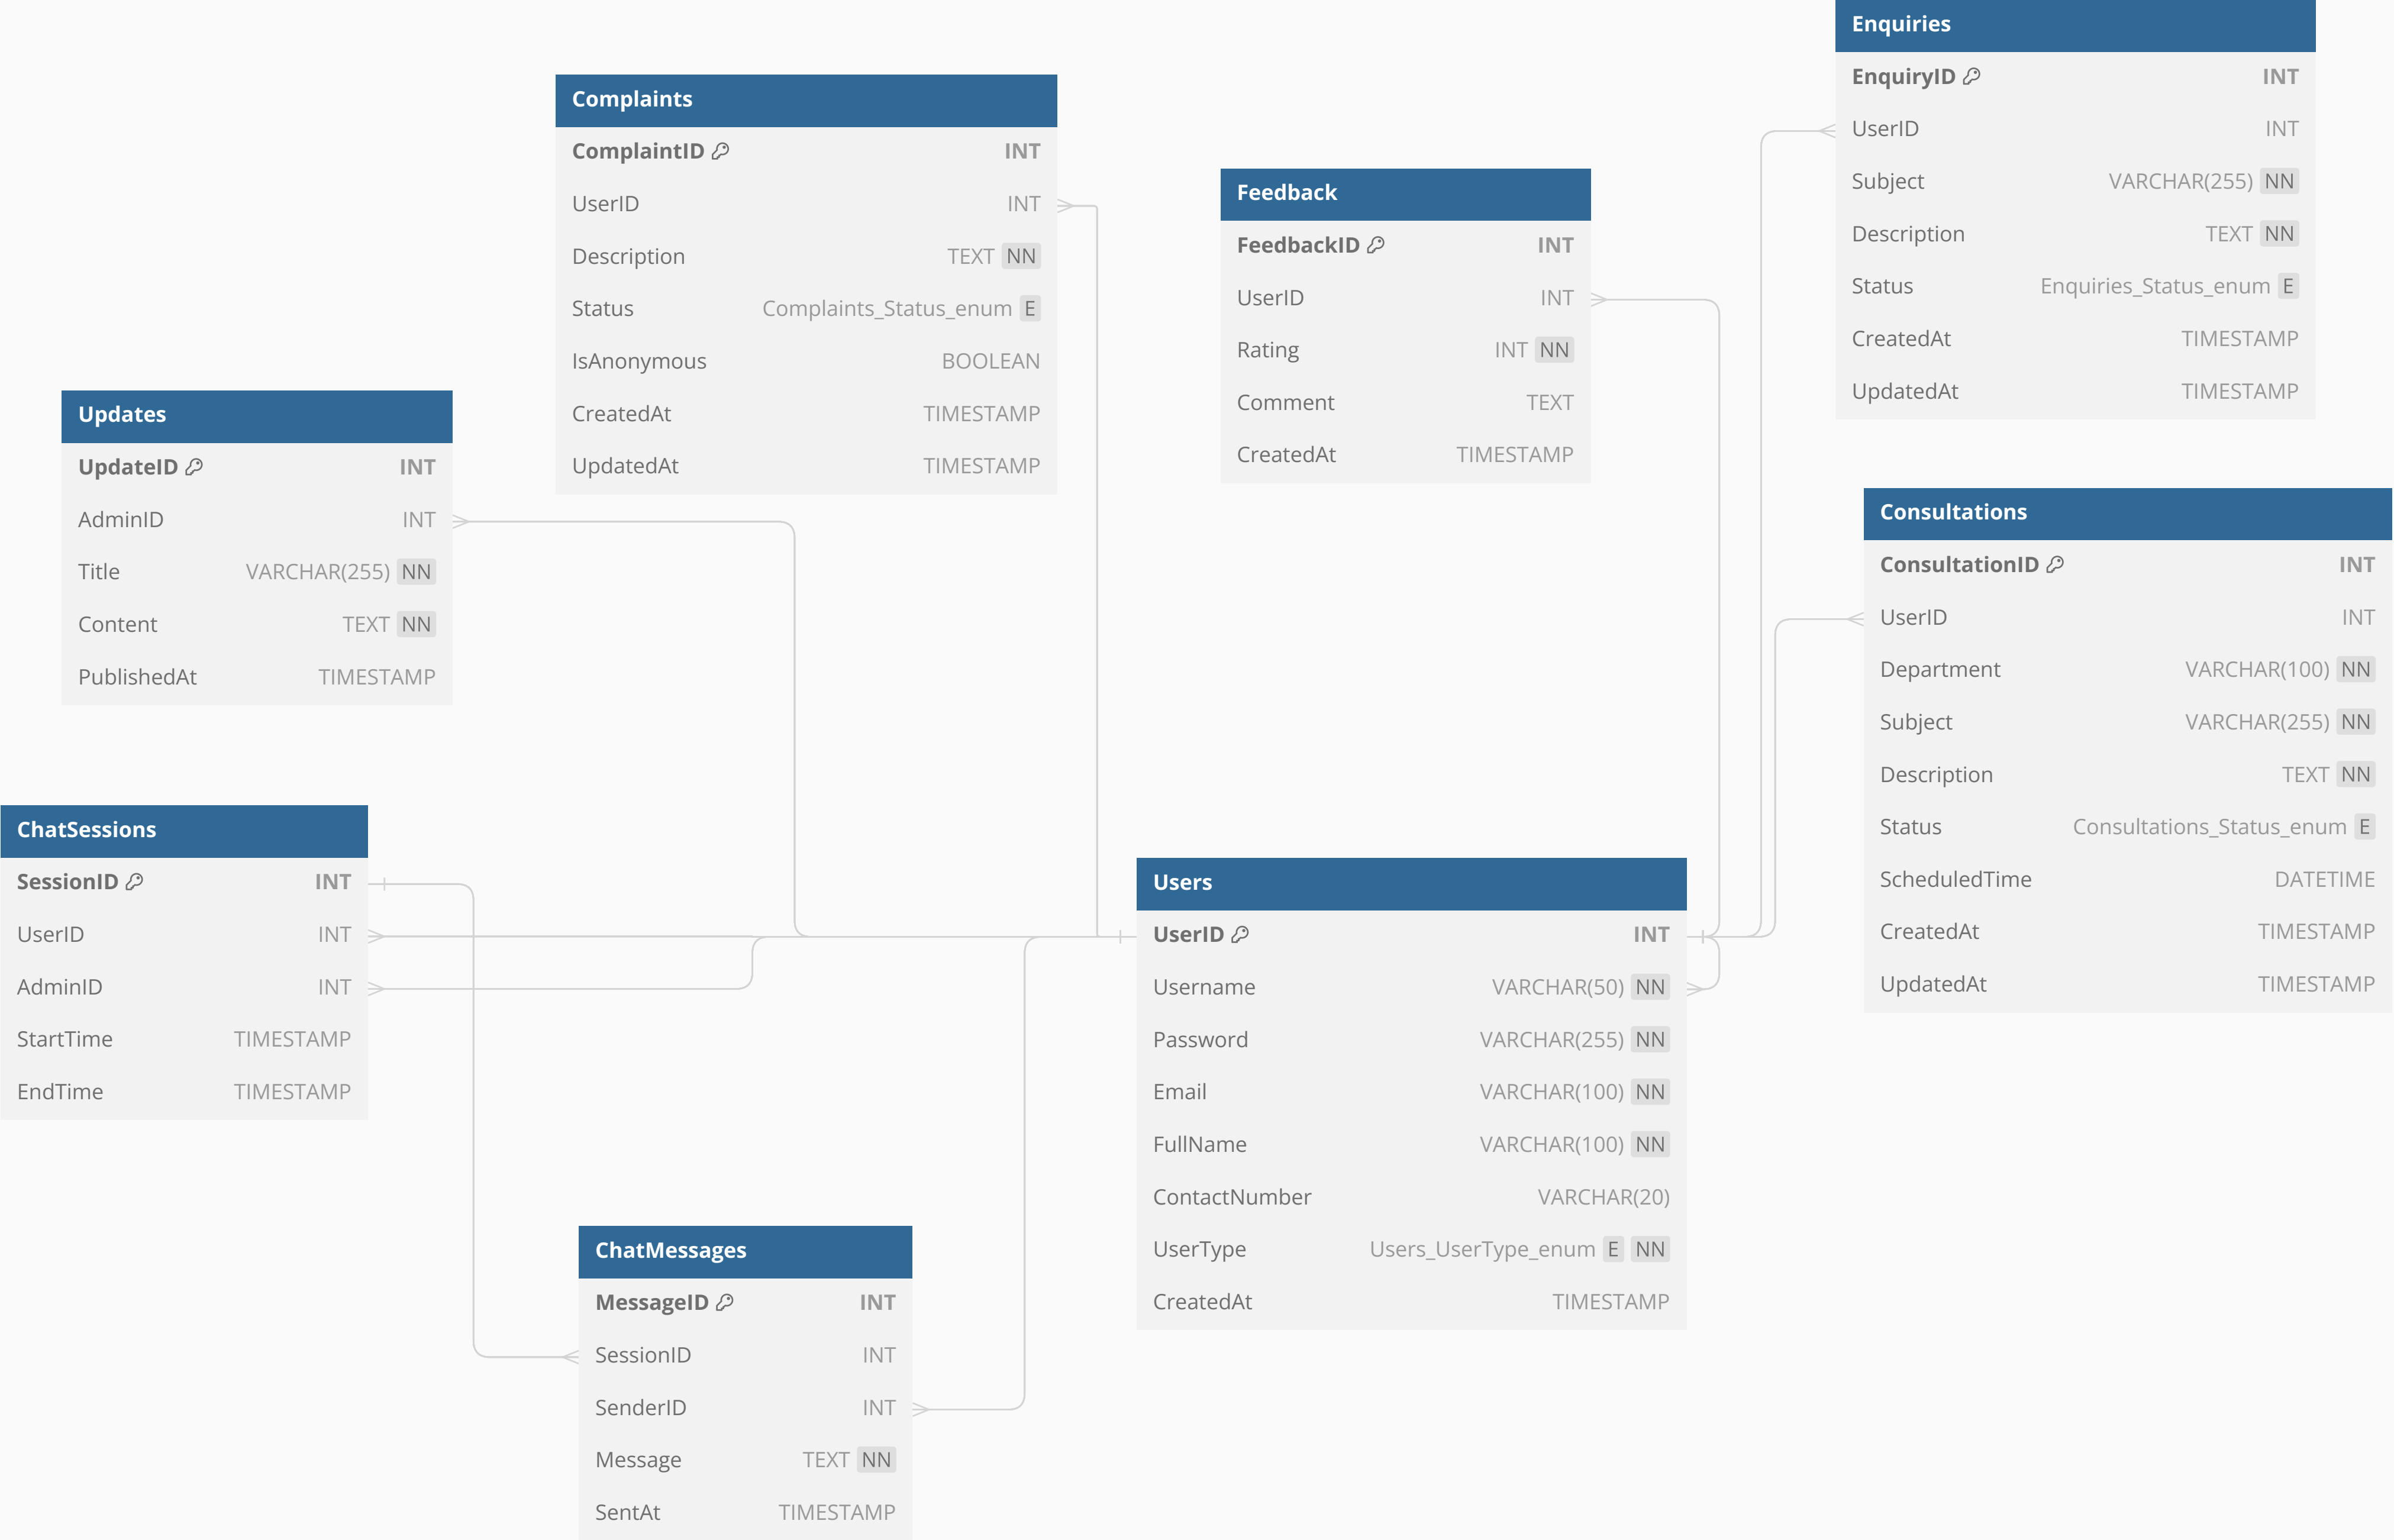 Enquiries
EnquiryID INT
UserID INT
Subject VARCHAR(255) NN
Description TEXT NN
Status Enquiries_Status_enum E
CreatedAt TIMESTAMP
UpdatedAt TIMESTAMP
Complaints
ComplaintID INT
UserID INT
Description TEXT NN
Status Complaints_Status_enum E
IsAnonymous BOOLEAN
CreatedAt TIMESTAMP
UpdatedAt TIMESTAMP
Feedback
FeedbackID INT
UserID INT
Rating INT NN
Comment TEXT
CreatedAt TIMESTAMP
Updates
UpdateID INT
AdminID INT
Title VARCHAR(255) NN
Content TEXT NN
PublishedAt TIMESTAMP
Consultations
ConsultationID INT
UserID INT
Department VARCHAR(100) NN
Subject VARCHAR(255) NN
Description TEXT NN
Status Consultations_Status_enum E
ScheduledTime DATETIME
CreatedAt TIMESTAMP
UpdatedAt TIMESTAMP
ChatSessions
SessionID INT
UserID INT
AdminID INT
StartTime TIMESTAMP
EndTime TIMESTAMP
Users
UserID INT
Username VARCHAR(50) NN
Password VARCHAR(255) NN
Email VARCHAR(100) NN
FullName VARCHAR(100) NN
ContactNumber VARCHAR(20)
UserType Users_UserType_enum E NN
CreatedAt TIMESTAMP
ChatMessages
MessageID INT
SessionID INT
SenderID INT
Message TEXT NN
SentAt TIMESTAMP